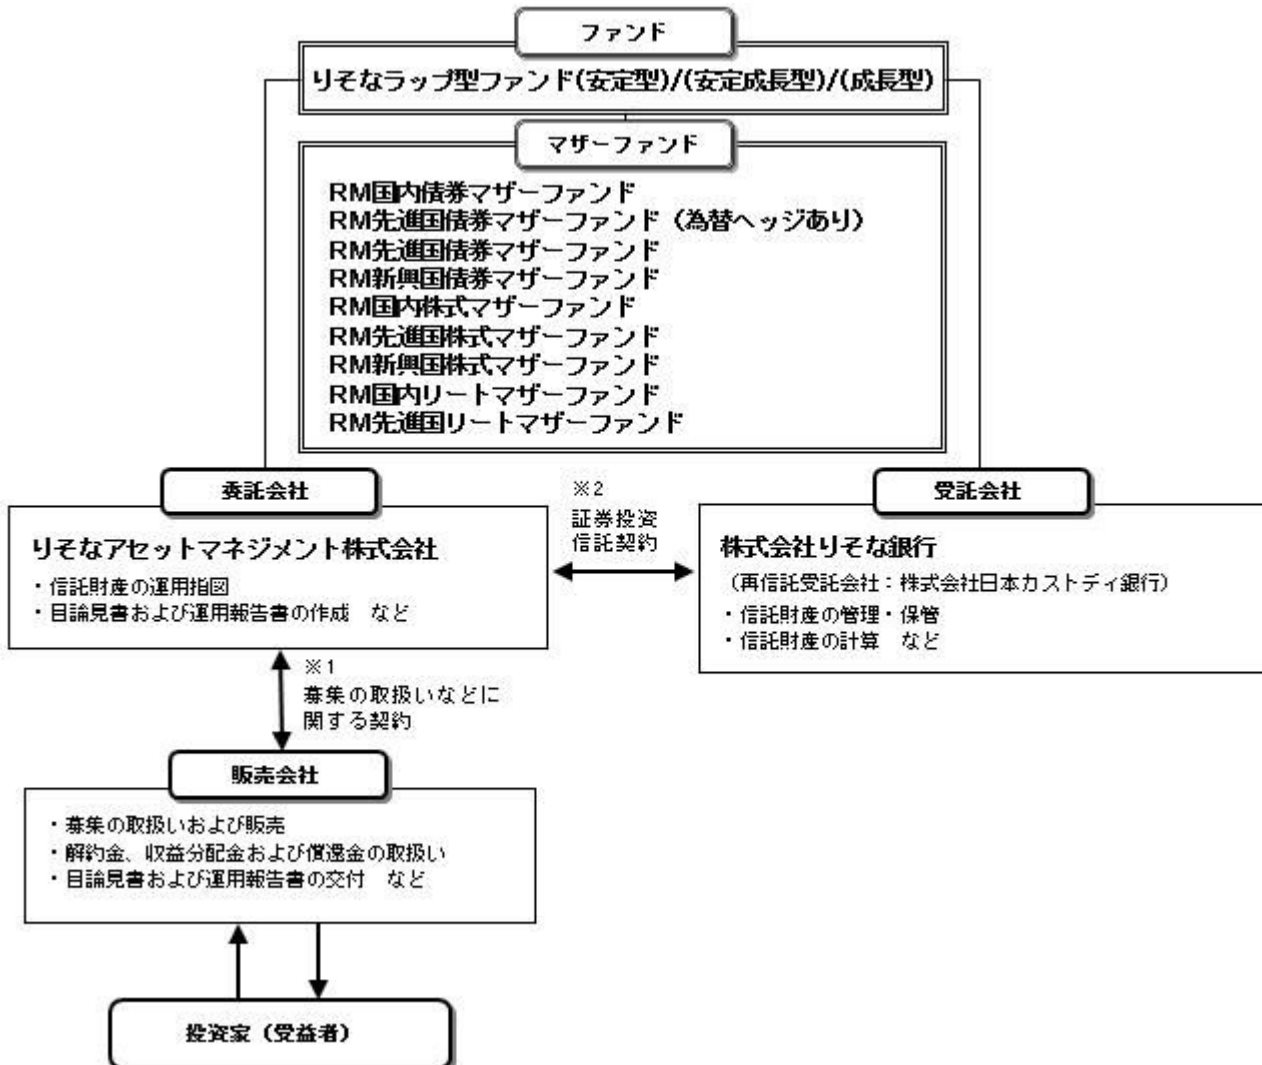 ファンド
りそなラップ型ファンド(安定型)/(安定成長型)/(成長型)
マザーファンド
RM国内債券マザーファンド
RM先進国債券マザーファンド（為替ヘッジあり）
RM先進国債券マザーファンド
RM新興国債券マザーファンド
RM国内株式マザーファンド
RM先進国株式マザーファンド
RM新興国株式マザーファンド
RM国内リートマザーファンド
RM先進国リートマザーファンド
委託会社
りそなアセットマネジメント株式会社
・信託財産の運用指図
・目論見書および運用報告書の作成　など
※2
証券投資
信託契約
受託会社
株式会社りそな銀行
（再信託受託会社：株式会社日本カストディ銀行）
・信託財産の管理・保管
・信託財産の計算　など
※1
募集の取扱いなどに
関する契約
販売会社
・募集の取扱いおよび販売
・解約金、収益分配金および償還金の取扱い
・目論見書および運用報告書の交付　など
投資家（受益者）